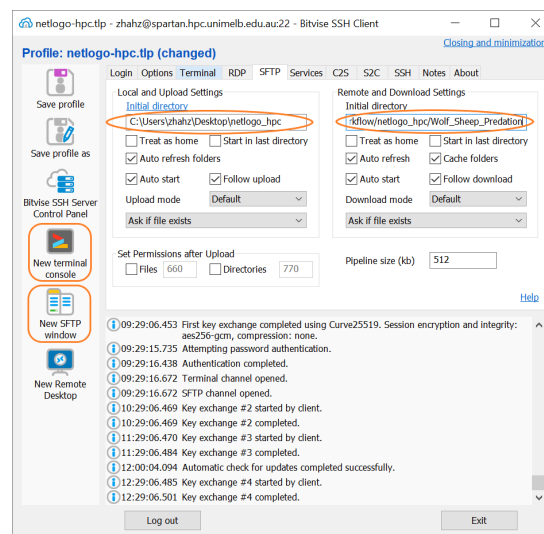 netlogo-hpc.tlp - zhahz@spartan.hpc.unimelb.edu.au:22 - Bitvise SSH Client
Profile: netlogo-hpc.tlp (changed)
Closing and minimization
Login Options Terminal RDP SFTP Services C2S S2C SSH Notes About
Save profile
Save profile as
Bitvise SSH Server
Control Panel
New terminal
console
New SFTP
window
New Remote
Desktop
Local and Upload Settings
Initial directory
C:\Users\zhahz\Desktop\netlogo_hpc
Treat as home Start in last directory
Auto refresh folders
Auto start Follow upload
Upload mode Default
Ask if file exists
Remote and Download Settings
Initial directory
rkflow/netlogo_hpc/Wolf_Sheep_Predation
Treat as home Start in last directory
Auto refresh Cache folders
Auto start Follow download
Download mode Default
Ask if file exists
Set Permissions after Upload
Files 660 Directories 770
Pipeline size (kb) 512
Help
09:29:06.453 First key exchange completed using Curve25519. Session encryption and integrity:
aes256-gcm, compression: none.
09:29:15.735 Attempting password authentication.
09:29:16.438 Authentication completed.
09:29:16.672 Terminal channel opened.
09:29:16.672 SFTP channel opened.
10:29:06.469 Key exchange #2 started by client.
10:29:06.469 Key exchange #2 completed.
11:29:06.470 Key exchange #3 started by client.
11:29:06.484 Key exchange #3 completed.
12:00:04.094 Automatic check for updates completed successfully.
12:29:06.485 Key exchange #4 started by client.
12:29:06.501 Key exchange #4 completed.
Log out
Exit